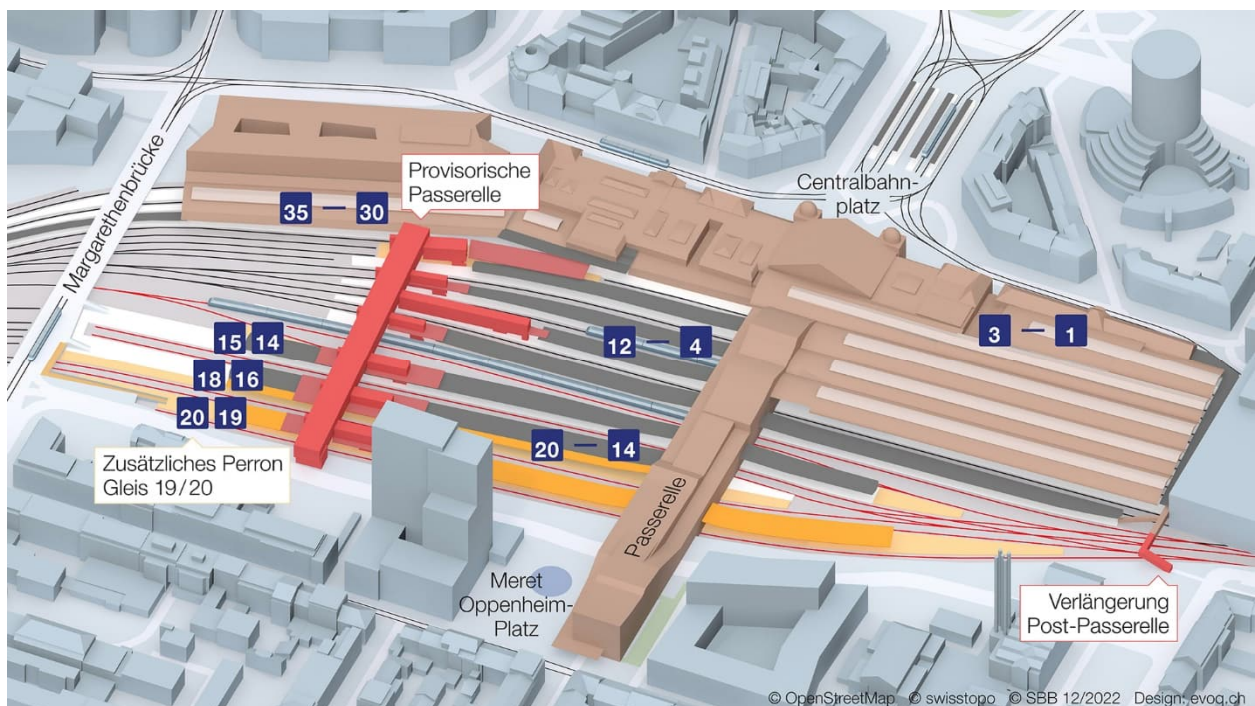 Margarethenbrücke
35 — 30
Provisorische
Passerelle
Centralbahn-
platz
15 14
12 — 4
3 — 1
18 16
20 19
20 — 14
Zusätzliches Perron
Gleis 19/20
Passerelle
Meret
Oppenheim-
Platz
Verlängerung
Post-Passerelle
© OpenStreetMap © swisstopo © SBB 12/2022 Design: evoq.ch